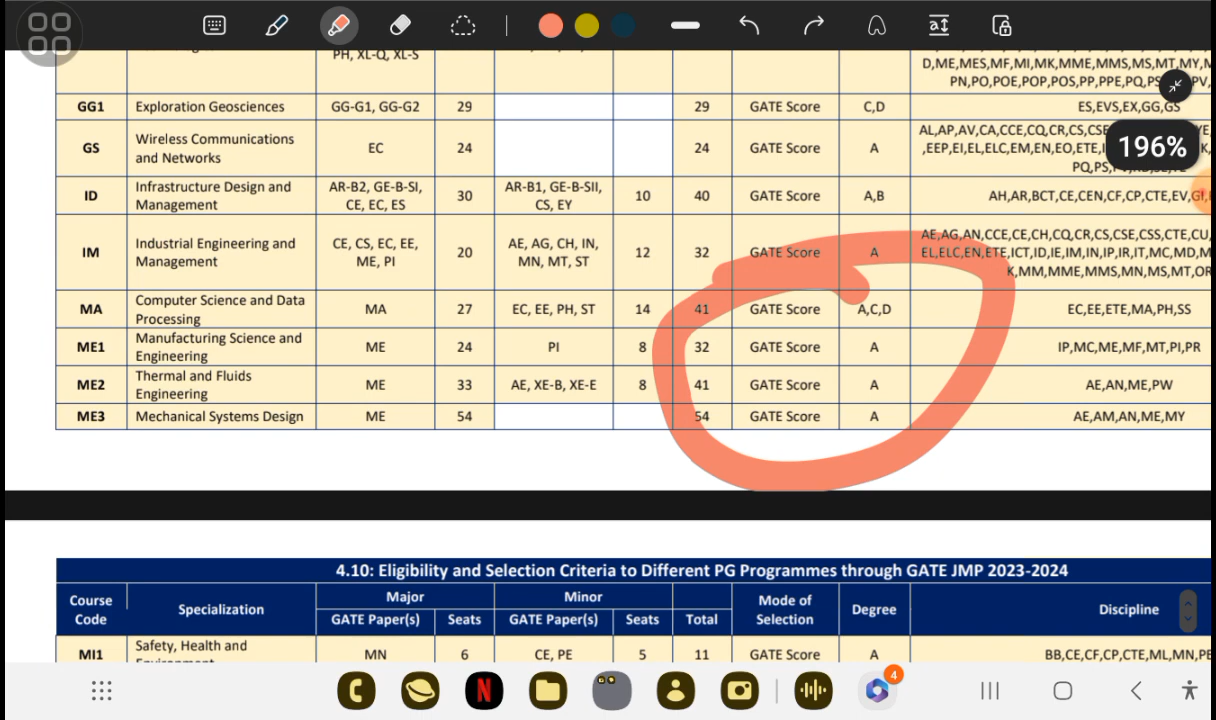 PH, XL-Q, XL-S
D,ME,MES,MF,MI,MK,MME,MMS,MS,MT,MY,
PN,PO,POE,POP,POS,PP,PPE,PQ,
GG1 Exploration Geosciences GG-G1, GG-G2 29 29 GATE Score C,D ES,EVS,EX,GG,GS
196%
GS Wireless Communications and Networks EC 24 24 GATE Score A AL,AP,AV,CA,CCE,CQ,CR,CS,
,EEP,EI,EL,ELC,EM,EN,EO,ETE,
PQ,PS,
ID Infrastructure Design and Management AR-B2, GE-B-SI, CE, EC, ES 30 AR-B1, GE-B-SII, CS, EY 10 40 GATE Score A,B AH,AR,BCT,CE,CEN,CF,CP,CTE,EV,GI,
IM Industrial Engineering and Management CE, CS, EC, EE, ME, PI 20 AE, AG, CH, IN, MN, MT, ST 12 32 GATE Score A AE,AG,AN,CCE,CE,CH,CQ,CR,CS,CSE,CSS,CTE,CU,
EL,ELC,EN,ETE,ICT,ID,IE,IM,IN,IP,IR,IT,MC,MD,M
K,MM,MME,MMS,MN,MS,MT,OR
MA Computer Science and Data Processing MA 27 EC, EE, PH, ST 14 41 GATE Score A,C,D EC,EE,ETE,MA,PH,SS
ME1 Manufacturing Science and Engineering ME 24 PI 8 32 GATE Score A IP,MC,ME,MF,MT,PI,PR
ME2 Thermal and Fluids Engineering ME 33 AE, XE-B, XE-E 8 41 GATE Score A AE,AN,ME,PW
ME3 Mechanical Systems Design ME 54 54 GATE Score A AE,AM,AN,ME,MY
4.10: Eligibility and Selection Criteria to Different PG Programmes through GATE JMP 2023-2024
Course Code Specialization Major Minor Mode of Selection Degree Discipline
GATE Paper(s) Seats GATE Paper(s) Seats Total
MI1 Safety, Health and MN 6 CE, PE 5 11 GATE Score A BB,CE,CF,CP,CTE,ML,MN,
N
4